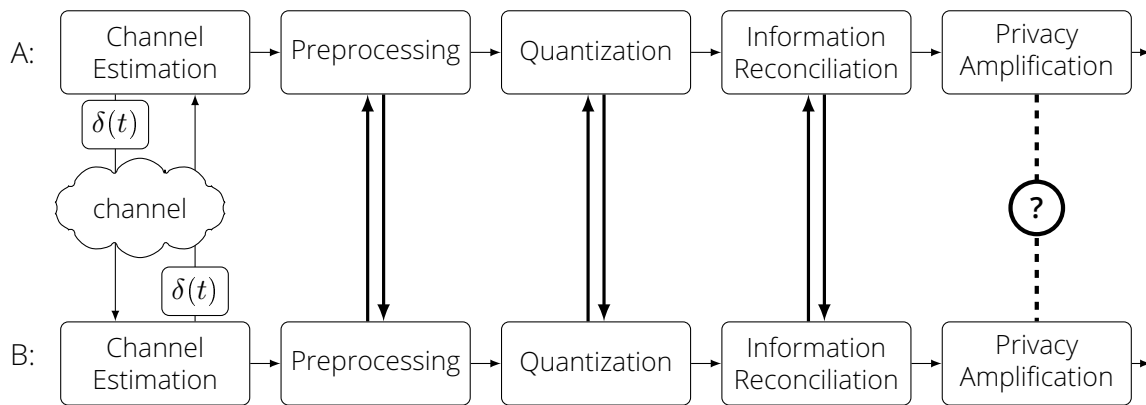 A:
Channel
Estimation
Preprocessing
Quantization
Information
Reconciliation
Privacy
Amplification
δ(t)
channel
?
δ(t)
B:
Channel
Estimation
Preprocessing
Quantization
Information
Reconciliation
Privacy
Amplification